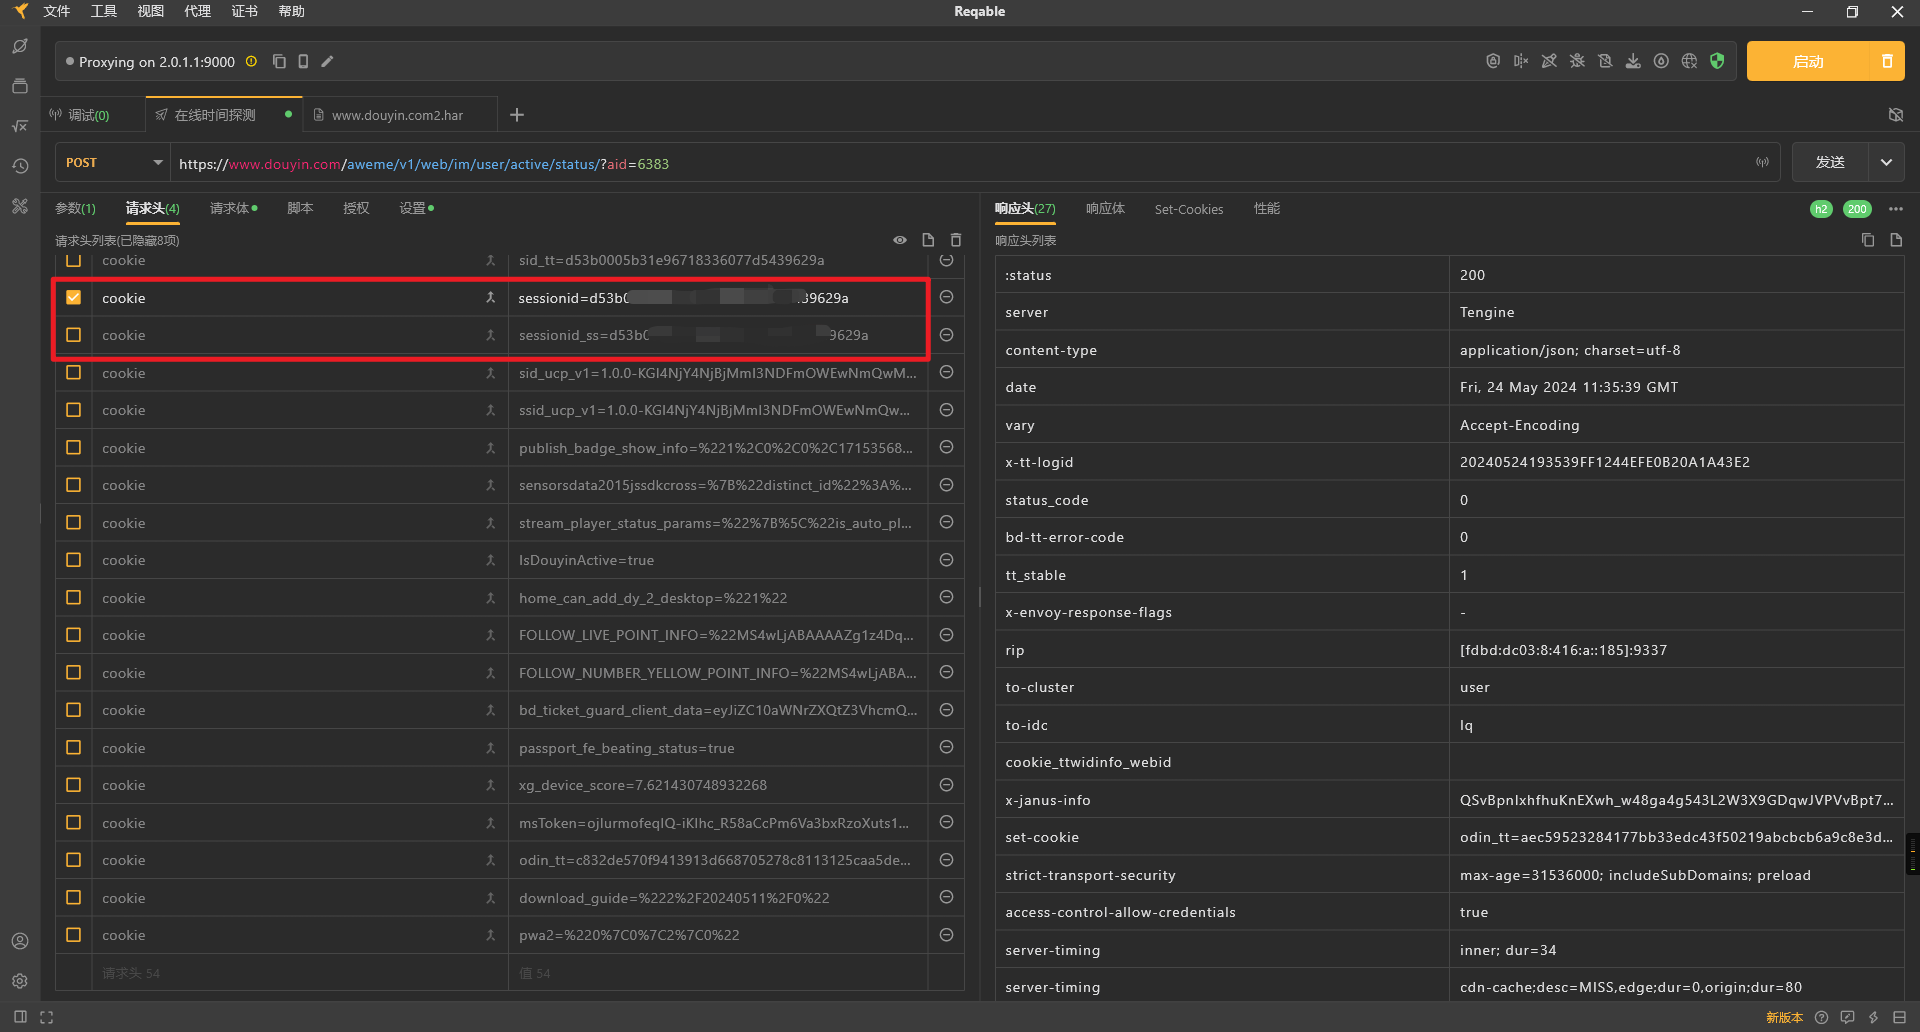 文件 工具 视图 代理 证书 帮助 Reqable
Proxying on 2.0.1.1:9000 启动
调试(0) 在线时间探测 www.douyin.com2.har
POST https://www.douyin.com/aweme/v1/web/im/user/active/status/?aid=6383 发送
参数(1) 请求头(4) 请求体 脚本 授权 设置
请求头列表(已隐藏8项)
cookie sid_tt=d53b0005b31e96718336077d5439629a
cookie sessionid=d53b0 39629a
cookie sessionid_ss=d53b0 9629a
cookie sid_ucp_v1=1.0.0-KGI4NjY4NjBjMmI3NDFmOWEwNmQwM...
cookie ssid_ucp_v1=1.0.0-KGI4NjY4NjBjMmI3NDFmOWEwNmQw...
cookie publish_badge_show_info=%221%2C0%2C0%2C17153568...
cookie sensorsdata2015jssdkcross=%7B%22distinct_id%22%3A%...
cookie stream_player_status_params=%22%7B%5C%22is_auto_pl...
cookie IsDouyinActive=true
cookie home_can_add_dy_2_desktop=%221%22
cookie FOLLOW_LIVE_POINT_INFO=%22MS4wLjABAAAAZg1z4Dq...
cookie FOLLOW_NUMBER_YELLOW_POINT_INFO=%22MS4wLjABA...
cookie bd_ticket_guard_client_data=eyJiZC10aWNrZXQtZ3VhcmQ...
cookie passport_fe_beating_status=true
cookie xg_device_score=7.621430748932268
cookie msToken=ojIurmofeqIQ-iKlhc_R58aCcPm6Va3bxRzoXuts1...
cookie odin_tt=c832de570f9413913d668705278c8113125caa5de...
cookie download_guide=%222%2F20240511%2F0%22
cookie pwa2=%220%7C0%7C2%7C0%22
请求头 54 值 54
响应头(27) 响应体 Set-Cookies 性能 h2 200
响应头列表
:status 200
server Tengine
content-type application/json; charset=utf-8
date Fri, 24 May 2024 11:35:39 GMT
vary Accept-Encoding
x-tt-logid 20240524193539FF1244EFE0B20A1A43E2
status_code 0
bd-tt-error-code 0
tt_stable 1
x-envoy-response-flags -
rip [fdbd:dc03:8:416:a::185]:9337
to-cluster user
to-idc lq
cookie_ttwidinfo_webid
x-janus-info QSvBpnlxhfhuKnEXwh_w48ga4g543L2W3X9GDqwJVPVvBpt7...
set-cookie odin_tt=aec59523284177bb33edc43f50219abcbcb6a9c8e3d...
strict-transport-security max-age=31536000; includeSubDomains; preload
access-control-allow-credentials true
server-timing inner; dur=34
server-timing cdn-cache;desc=MISS,edge;dur=0,origin;dur=80
新版本